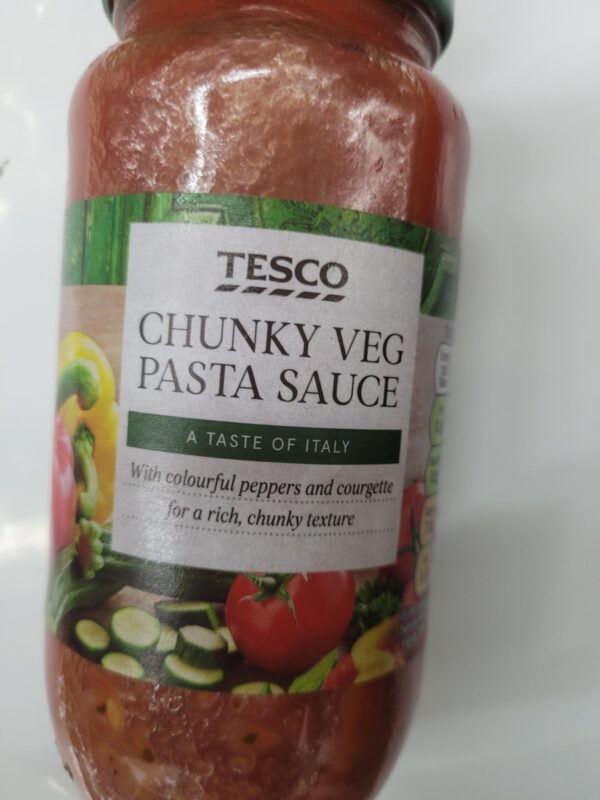 TESCO
CHUNKY VEG
PASTA SAUCE
A TASTE OF ITALY
With colourful peppers and courgette
for a rich, chunky texture